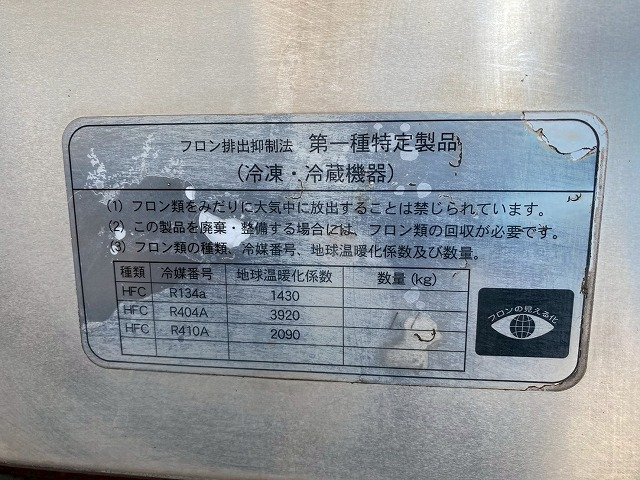 フロン排出抑制法 第一種特定製品
(冷凍・冷蔵機器)
(1) フロン類をみだりに大気中に放出することは禁じられています。
(2) この製品を廃棄・整備する場合には、フロン類の回収が必要です。
(3) フロン類の種類、冷媒番号、地球温暖化係数及び数量。
種類 冷媒番号 地球温暖化係数 数量(kg)
HFC R134a 1430
HFC R404A 3920
HFC R410A 2090
フロンの見える化